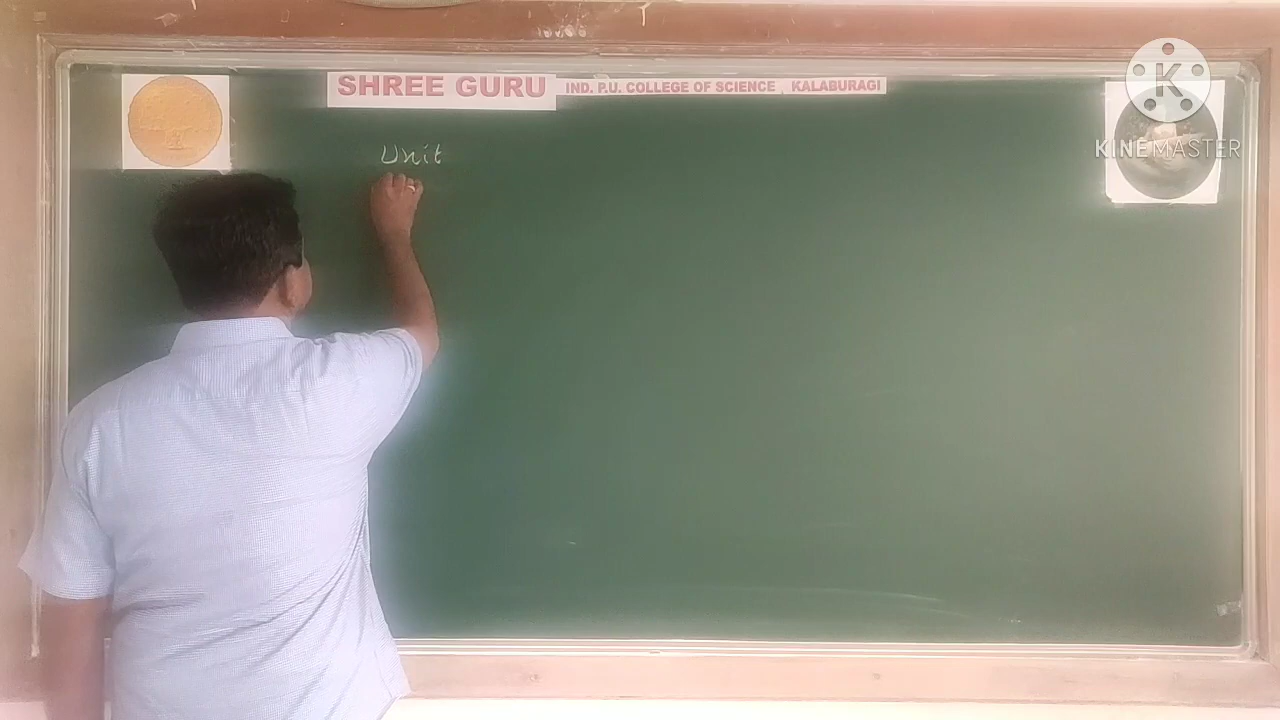 SHREE GURU IND. P.U. COLLEGE OF SCIENCE , KALABURAGI
K
KINEMASTER
Unit